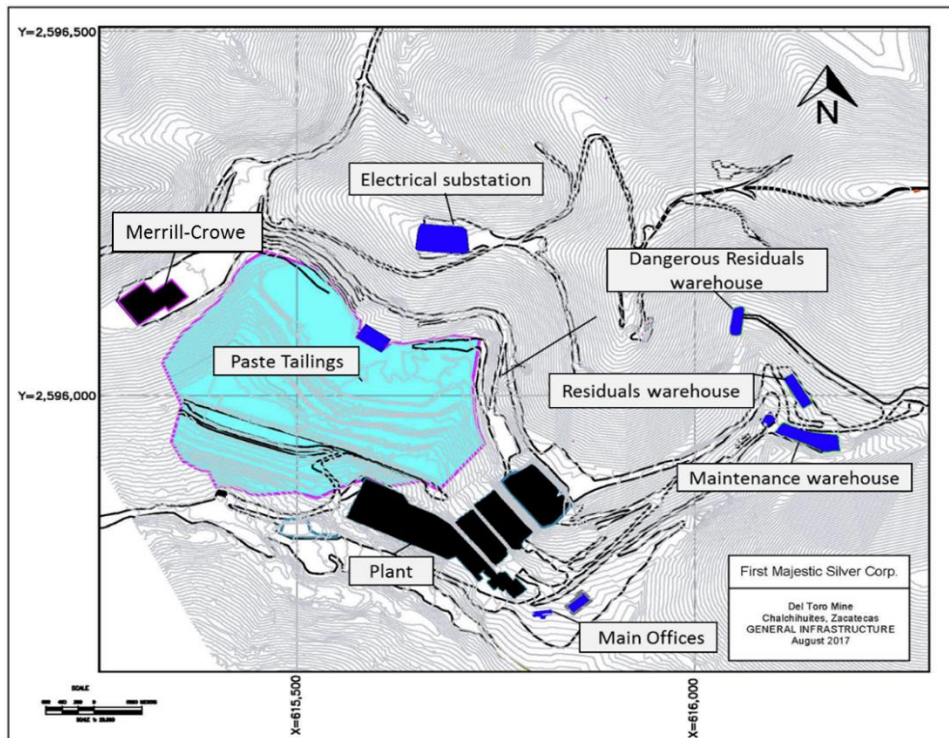 Y=2,596,500
N
Electrical substation
Merrill-Crowe
Dangerous Residuals
warehouse
Paste Tailings
Residuals warehouse
Y=2,596,000
Maintenance warehouse
Plant
Main Offices
First Majestic Silver Corp.
Del Toro Mine
Chalchihuites, Zacatecas
GENERAL INFRASTRUCTURE
August 2017
SCALE
X=615,500
X=616,000